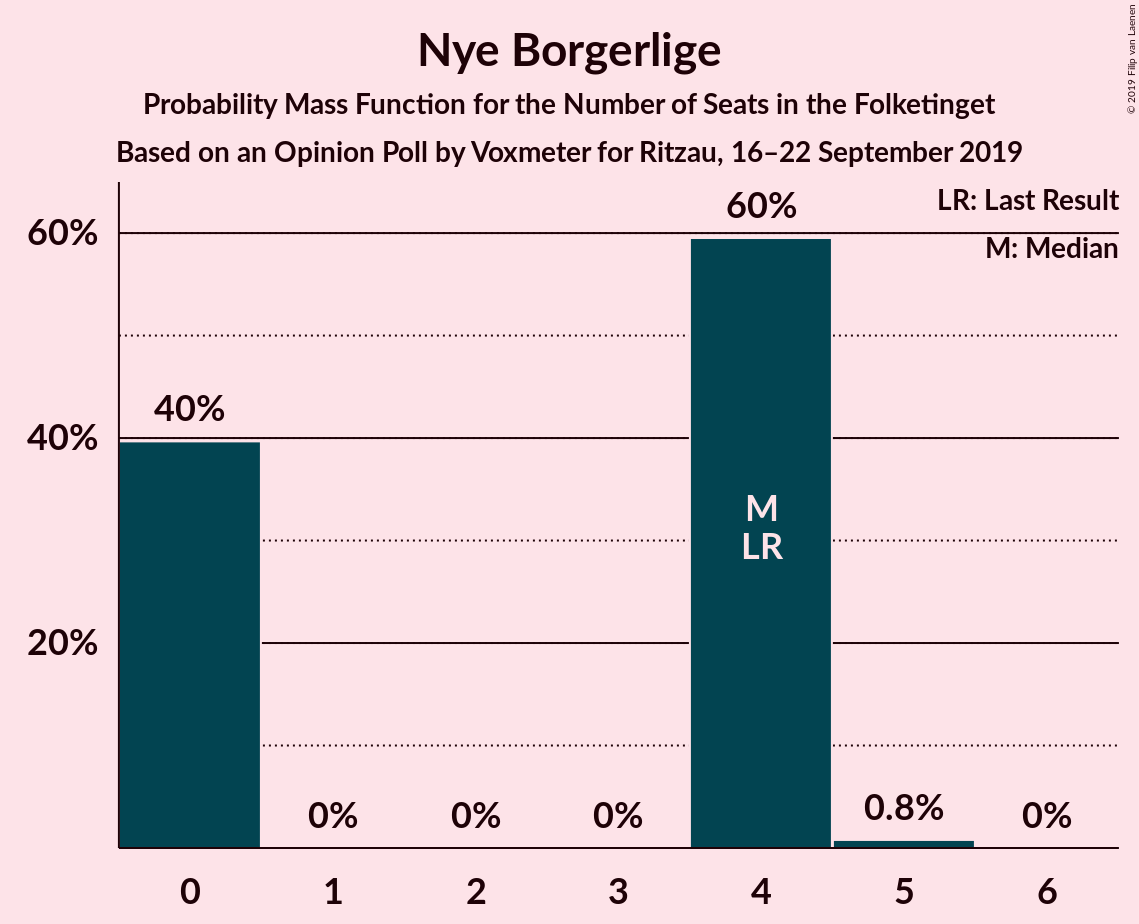 Nye Borgerlige
Probability Mass Function for the Number of Seats in the Folketinget
Based on an Opinion Poll by Voxmeter for Ritzau, 16–22 September 2019
© 2019 Filip van Laenen
LR: Last Result
M: Median
60%
40%
20%
40%
0%
0%
0%
60%
M
LR
0.8%
0%
0 1 2 3 4 5 6